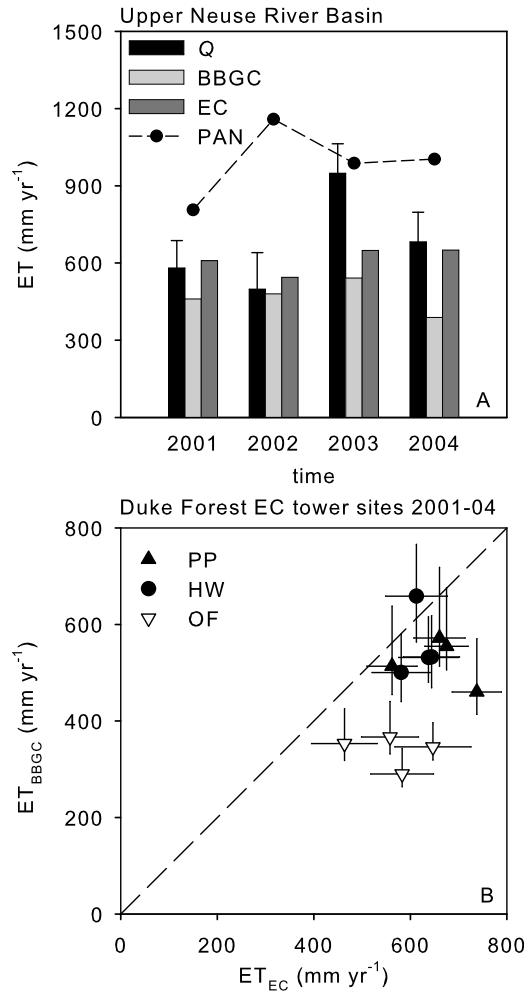 Upper Neuse River Basin
1500
1200
900
600
300
0
ET (mm yr-1)
Q
BBGC
EC
PAN
A
2001 2002 2003 2004
time
Duke Forest EC tower sites 2001-04
800
600
400
200
0
ETBBGC (mm yr-1)
PP
HW
OF
B
0 200 400 600 800
ETEC (mm yr-1)